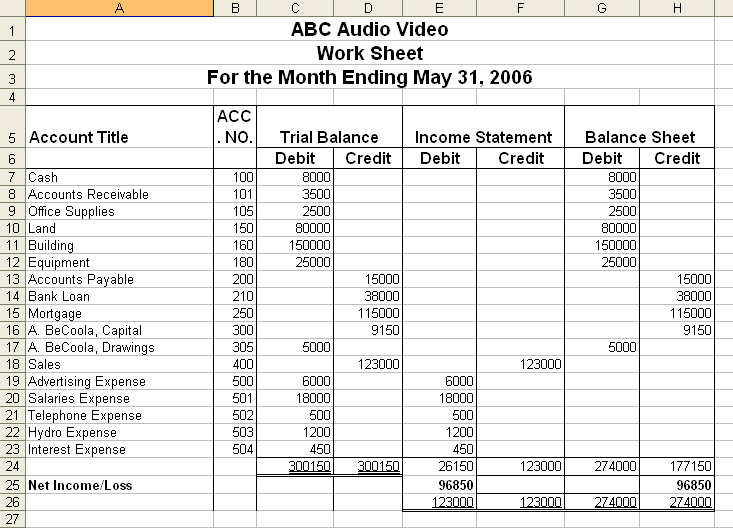 A B C D E F G H
1 ABC Audio Video
2 Work Sheet
3 For the Month Ending May 31, 2006
4
ACC
5 Account Title . NO. Trial Balance Income Statement Balance Sheet
6 Debit Credit Debit Credit Debit Credit
7 Cash 100 8000 8000
8 Accounts Receivable 101 3500 3500
9 Office Supplies 105 2500 2500
10 Land 150 80000 80000
11 Building 160 150000 150000
12 Equipment 180 25000 25000
13 Accounts Payable 200 15000 15000
14 Bank Loan 210 38000 38000
15 Mortgage 250 115000 115000
16 A. BeCoola, Capital 300 9150 9150
17 A. BeCoola, Drawings 305 5000 5000
18 Sales 400 123000 123000
19 Advertising Expense 500 6000 6000
20 Salaries Expense 501 18000 18000
21 Telephone Expense 502 500 500
22 Hydro Expense 503 1200 1200
23 Interest Expense 504 450 450
24 300150 300150 26150 123000 274000 177150
25 Net Income/Loss 96850 96850
26 123000 123000 274000 274000
27